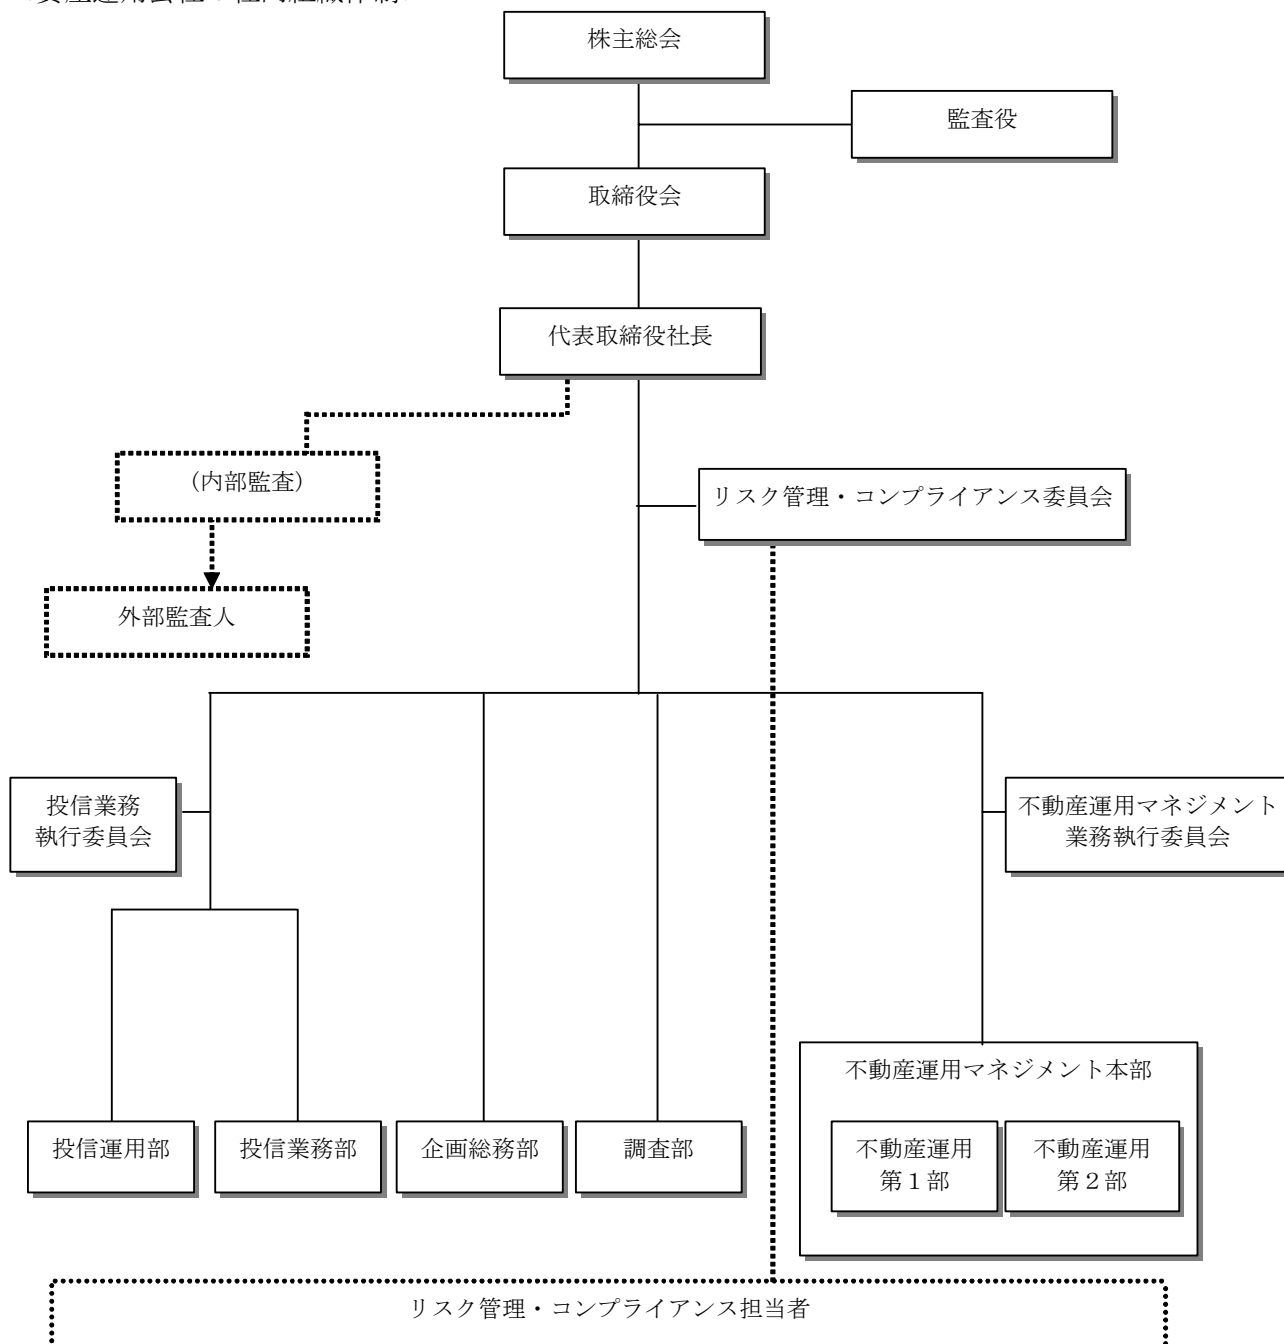 株主総会
監査役
取締役会
代表取締役社長
（内部監査）
リスク管理・コンプライアンス委員会
外部監査人
投信業務
執行委員会
不動産運用マネジメント
業務執行委員会
不動産運用マネジメント本部
投信運用部
投信業務部
企画総務部
調査部
不動産運用
第１部
不動産運用
第２部
リスク管理・コンプライアンス担当者